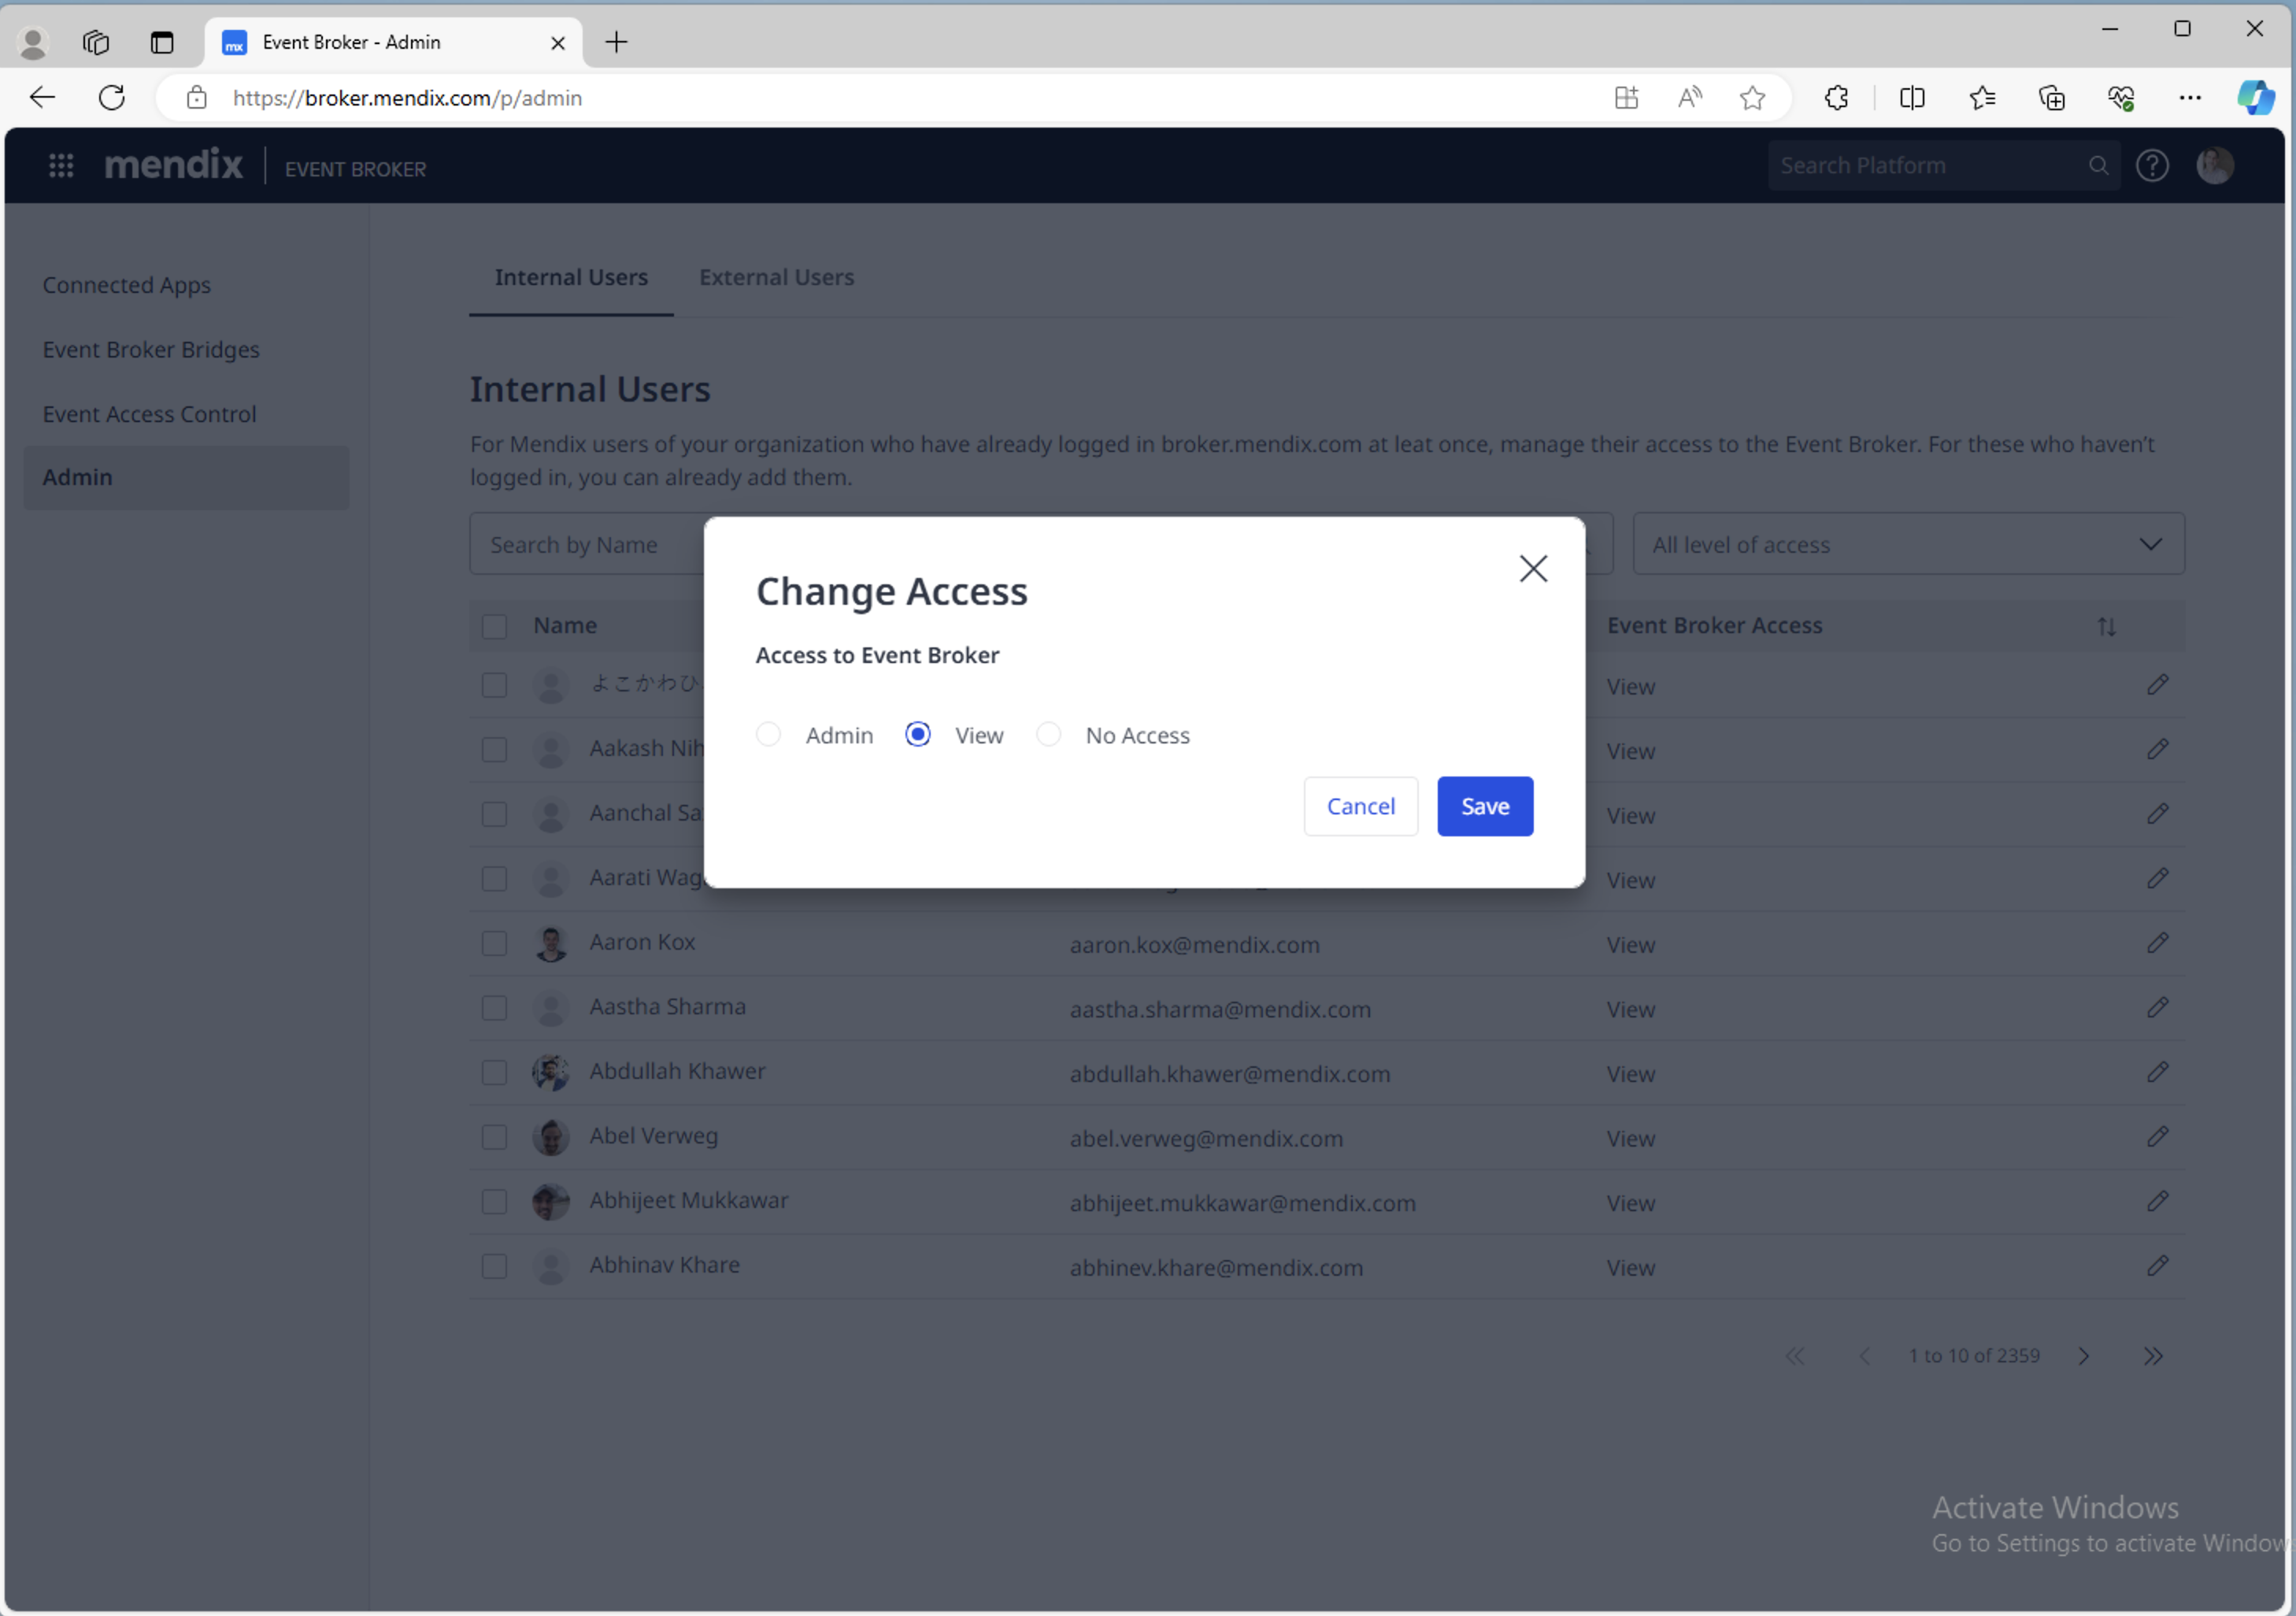 Event Broker - Admin
https://broker.mendix.com/p/admin
mendix EVENT BROKER
Search Platform
Connected Apps
Event Broker Bridges
Event Access Control
Admin
Internal Users External Users
Internal Users
For Mendix users of your organization who have already logged in broker.mendix.com at leat once, manage their access to the Event Broker. For these who haven't
logged in, you can already add them.
Search by Name
All level of access
Change Access
Access to Event Broker
Admin View No Access
Cancel Save
Name Event Broker Access
よこかわひ View
Aakash Nih View
Aanchal Sa View
Aarati Wag View
Aaron Kox aaron.kox@mendix.com View
Aastha Sharma aastha.sharma@mendix.com View
Abdullah Khawer abdullah.khawer@mendix.com View
Abel Verweg abel.verweg@mendix.com View
Abhijeet Mukkawar abhijeet.mukkawar@mendix.com View
Abhinav Khare abhinev.khare@mendix.com View
1 to 10 of 2359
Activate Windows
Go to Settings to activate Window